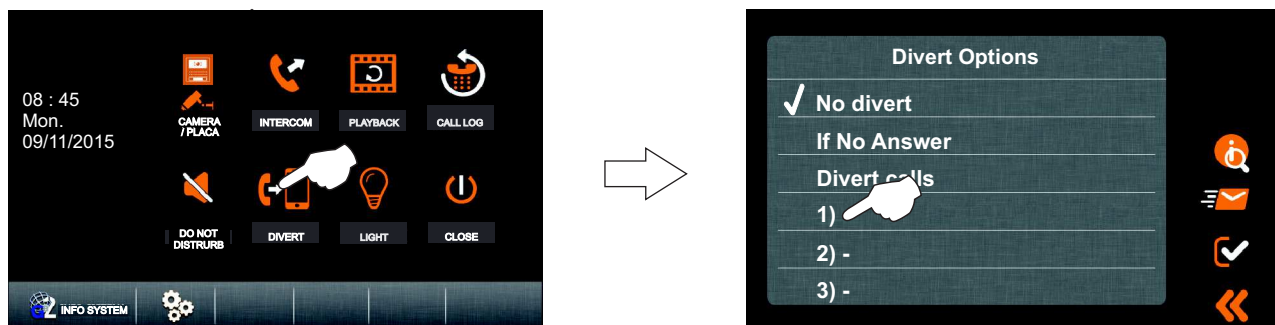 08 : 45
Mon.
09/11/2015
CAMERA
/ PLACA
INTERCOM
PLAYBACK
CALL LOG
DO NOT
DISTRURB
DIVERT
LIGHT
CLOSE
2 INFO SYSTEM
Divert Options
No divert
If No Answer
Divert calls
1)
2) -
3) -